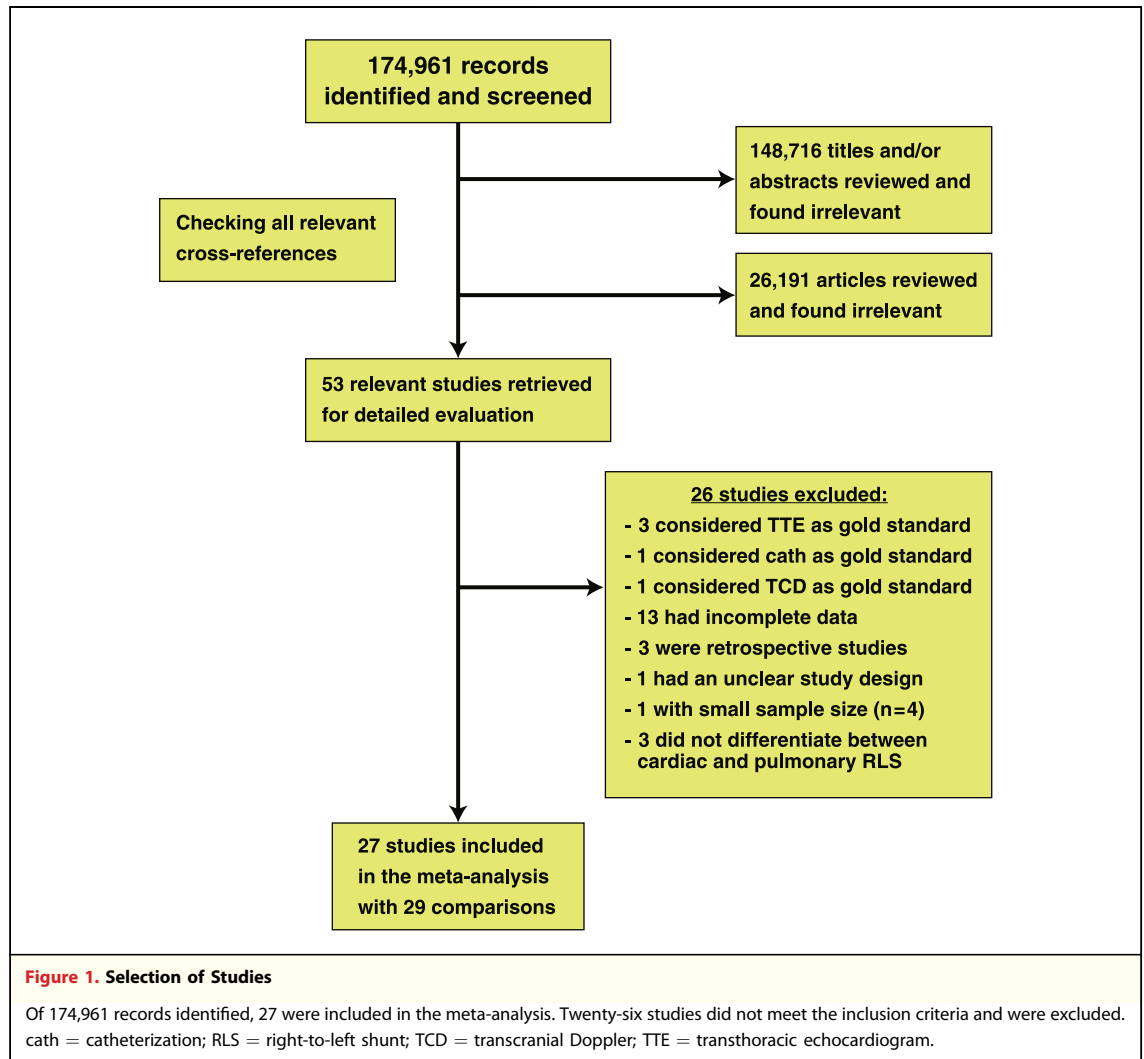 174,961 records
identified and screened
148,716 titles and/or
abstracts reviewed and
found irrelevant
Checking all relevant
cross-references
26,191 articles reviewed
and found irrelevant
53 relevant studies retrieved
for detailed evaluation
26 studies excluded:
- 3 considered TTE as gold standard
- 1 considered cath as gold standard
- 1 considered TCD as gold standard
- 13 had incomplete data
- 3 were retrospective studies
- 1 had an unclear study design
- 1 with small sample size (n=4)
- 3 did not differentiate between
cardiac and pulmonary RLS
27 studies included
in the meta-analysis
with 29 comparisons
Figure 1. Selection of Studies
Of 174,961 records identified, 27 were included in the meta-analysis. Twenty-six studies did not meet the inclusion criteria and were excluded.
cath = catheterization; RLS = right-to-left shunt; TCD = transcranial Doppler; TTE = transthoracic echocardiogram.